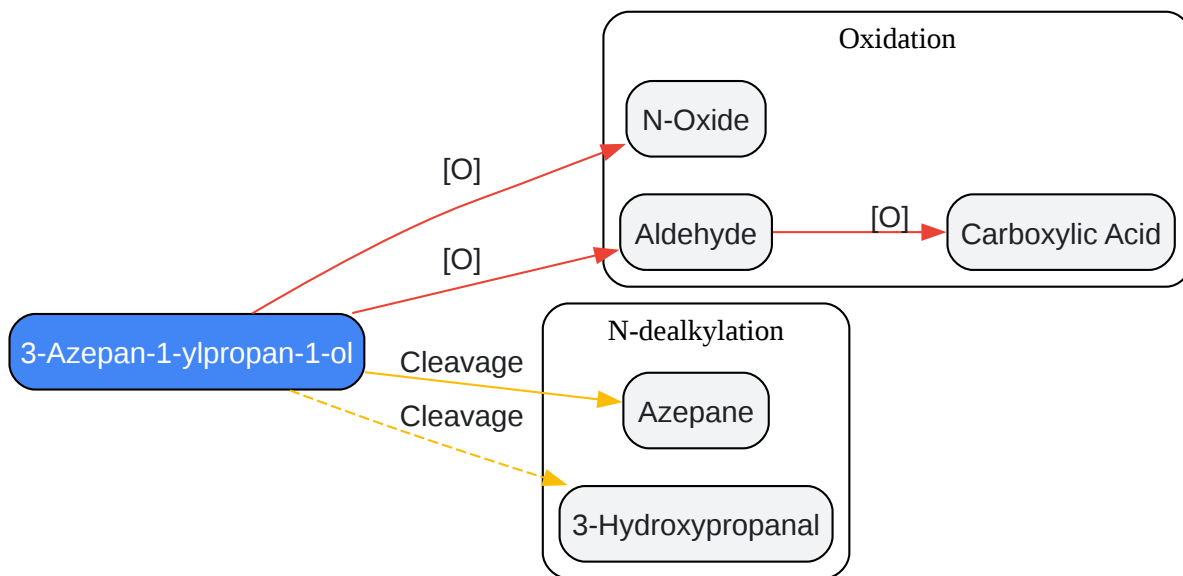 Oxidation
N-Oxide
[O]
Aldehyde
[O]
Carboxylic Acid
[O]
3-Azepan-1-ylpropan-1-ol
N-dealkylation
Cleavage
Azepane
Cleavage
3-Hydroxypropanal